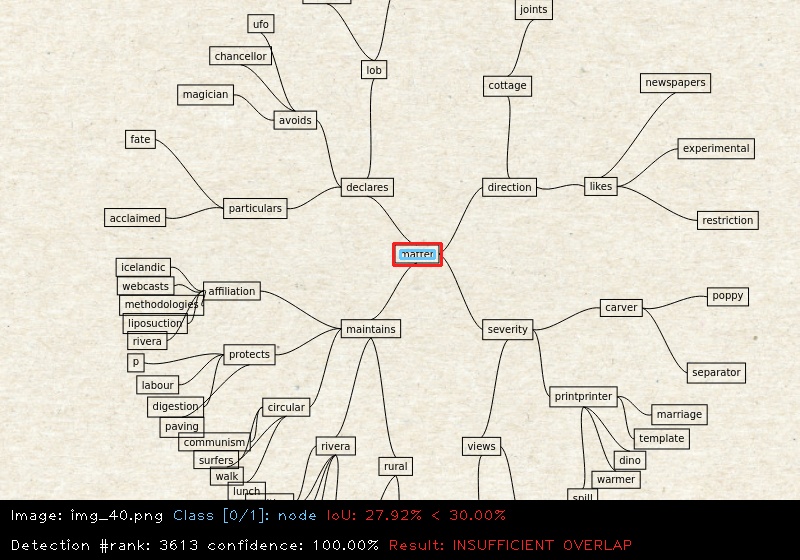 joints
ufo
chancellor
lob
cottage
newspapers
magician
avoids
fate
experimental
declares
direction
likes
particulars
acclaimed
restriction
matter
icelandic
webcasts
affiliation
methodologies
poppy
carver
liposuction
maintains
severity
rivera
protects
p
separator
labour
printprinter
digestion
circular
marriage
paving
template
communism
rivera
views
surfers
dino
rural
walk
warmer
lunch
spill
Image: img_40.png Class [0/1]: node IoU: 27.92% < 30.00%
Detection #rank: 3613 confidence: 100.00% Result: INSUFFICIENT OVERLAP